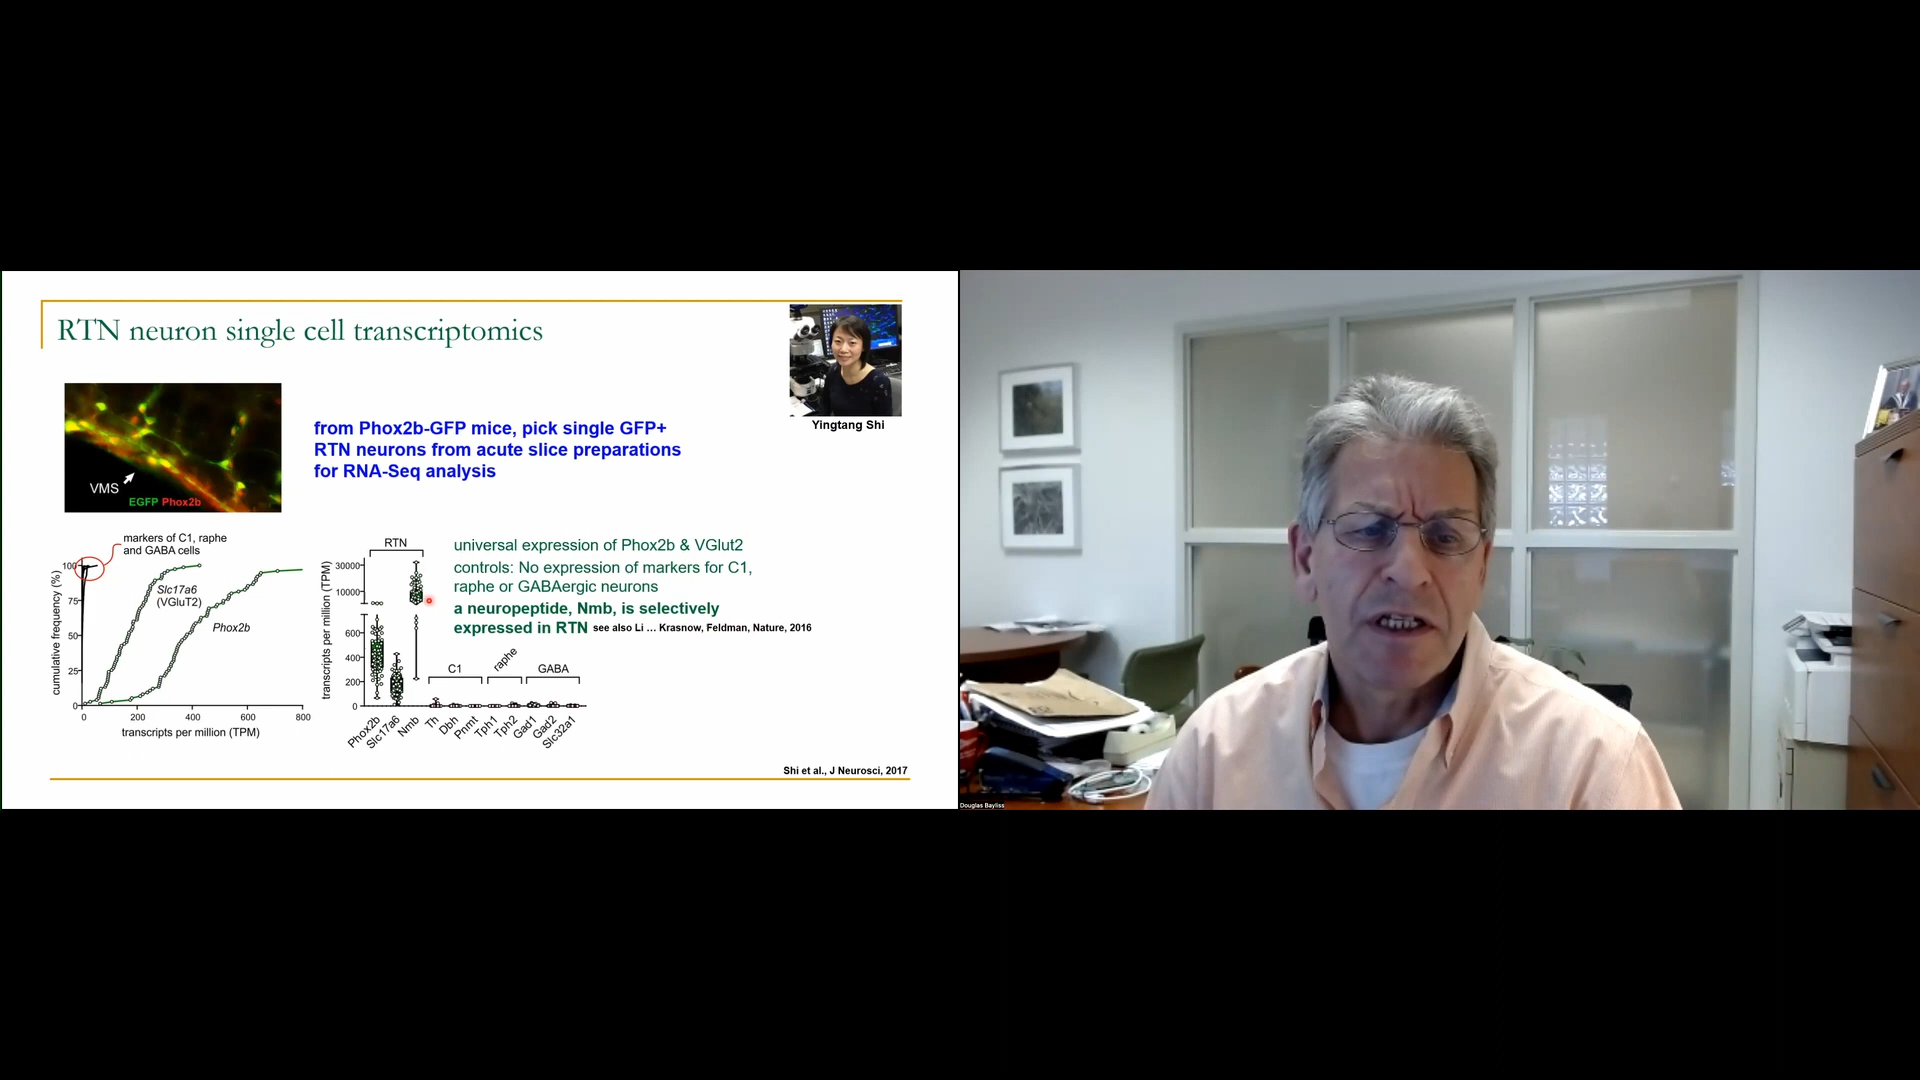 RTN neuron single cell transcriptomics
Yingtang Shi
from Phox2b-GFP mice, pick single GFP+
RTN neurons from acute slice preparations
for RNA-Seq analysis
VMS
EGFP Phox2b
markers of C1, raphe
and GABA cells
cumulative frequency (%)
100
75
50
25
0
Slc17a6
(VGluT2)
Phox2b
0 200 400 600 800
transcripts per million (TPM)
transcripts per million (TPM)
30000
10000
600
400
200
0
RTN
C1
raphe
GABA
Phox2b
Slc17a6
Nmb
Th
Dbh
Pnmt
Tph1
Tph2
Gad1
Gad2
Slc32a1
universal expression of Phox2b & VGlut2
controls: No expression of markers for C1,
raphe or GABAergic neurons
a neuropeptide, Nmb, is selectively
expressed in RTN see also Li ... Krasnow, Feldman, Nature, 2016
Shi et al., J Neurosci, 2017
Douglas Bayliss